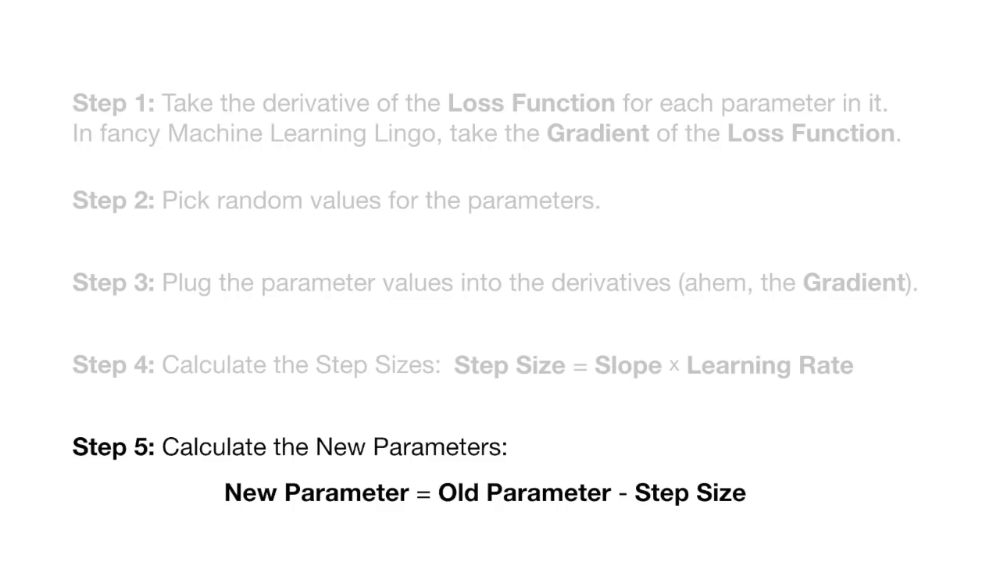 Step 1: Take the derivative of the Loss Function for each parameter in it.
In fancy Machine Learning Lingo, take the Gradient of the Loss Function.
Step 2: Pick random values for the parameters.
Step 3: Plug the parameter values into the derivatives (ahem, the Gradient).
Step 4: Calculate the Step Sizes: Step Size = Slope × Learning Rate
Step 5: Calculate the New Parameters:
New Parameter = Old Parameter - Step Size